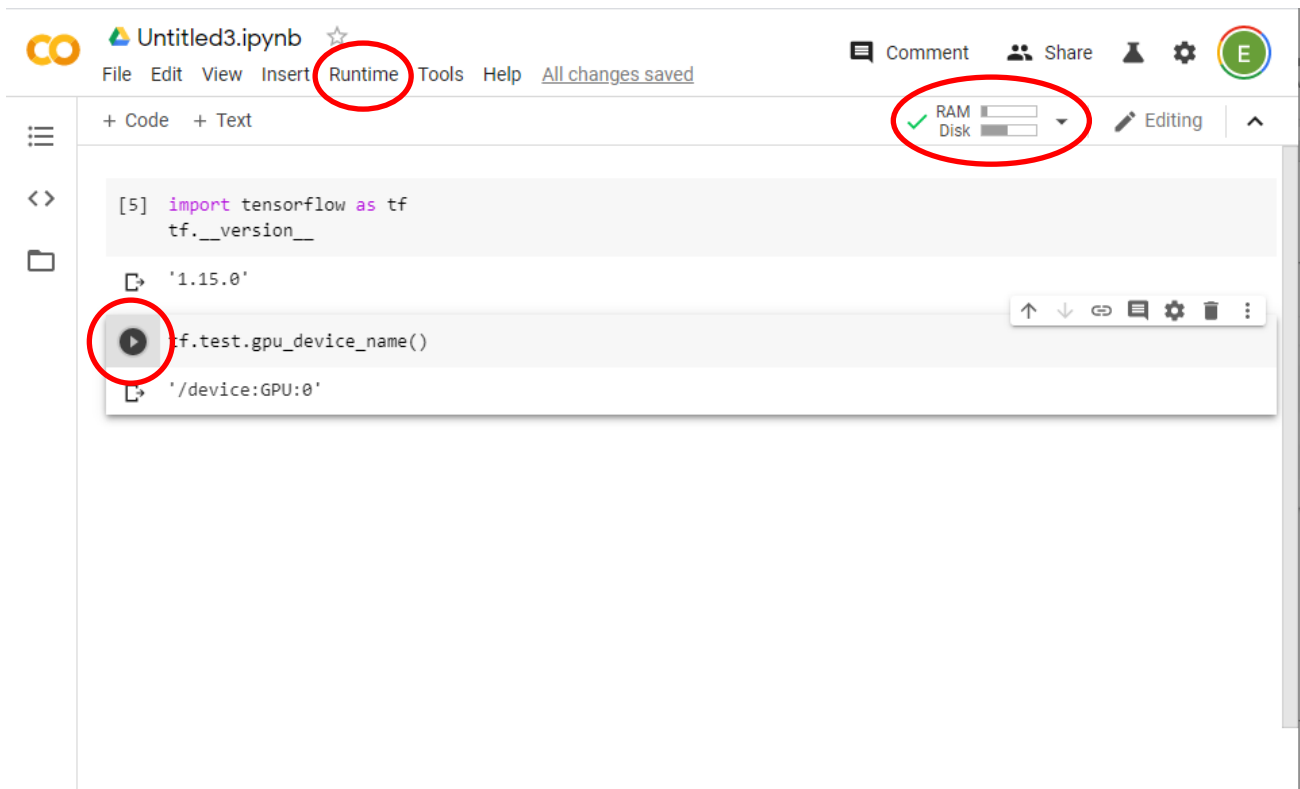 Untitled3.ipynb
File Edit View Insert Runtime Tools Help All changes saved
Comment Share E
+ Code + Text
RAM
Disk
Editing
[5] import tensorflow as tf
tf.__version__
'1.15.0'
tf.test.gpu_device_name()
'/device:GPU:0'